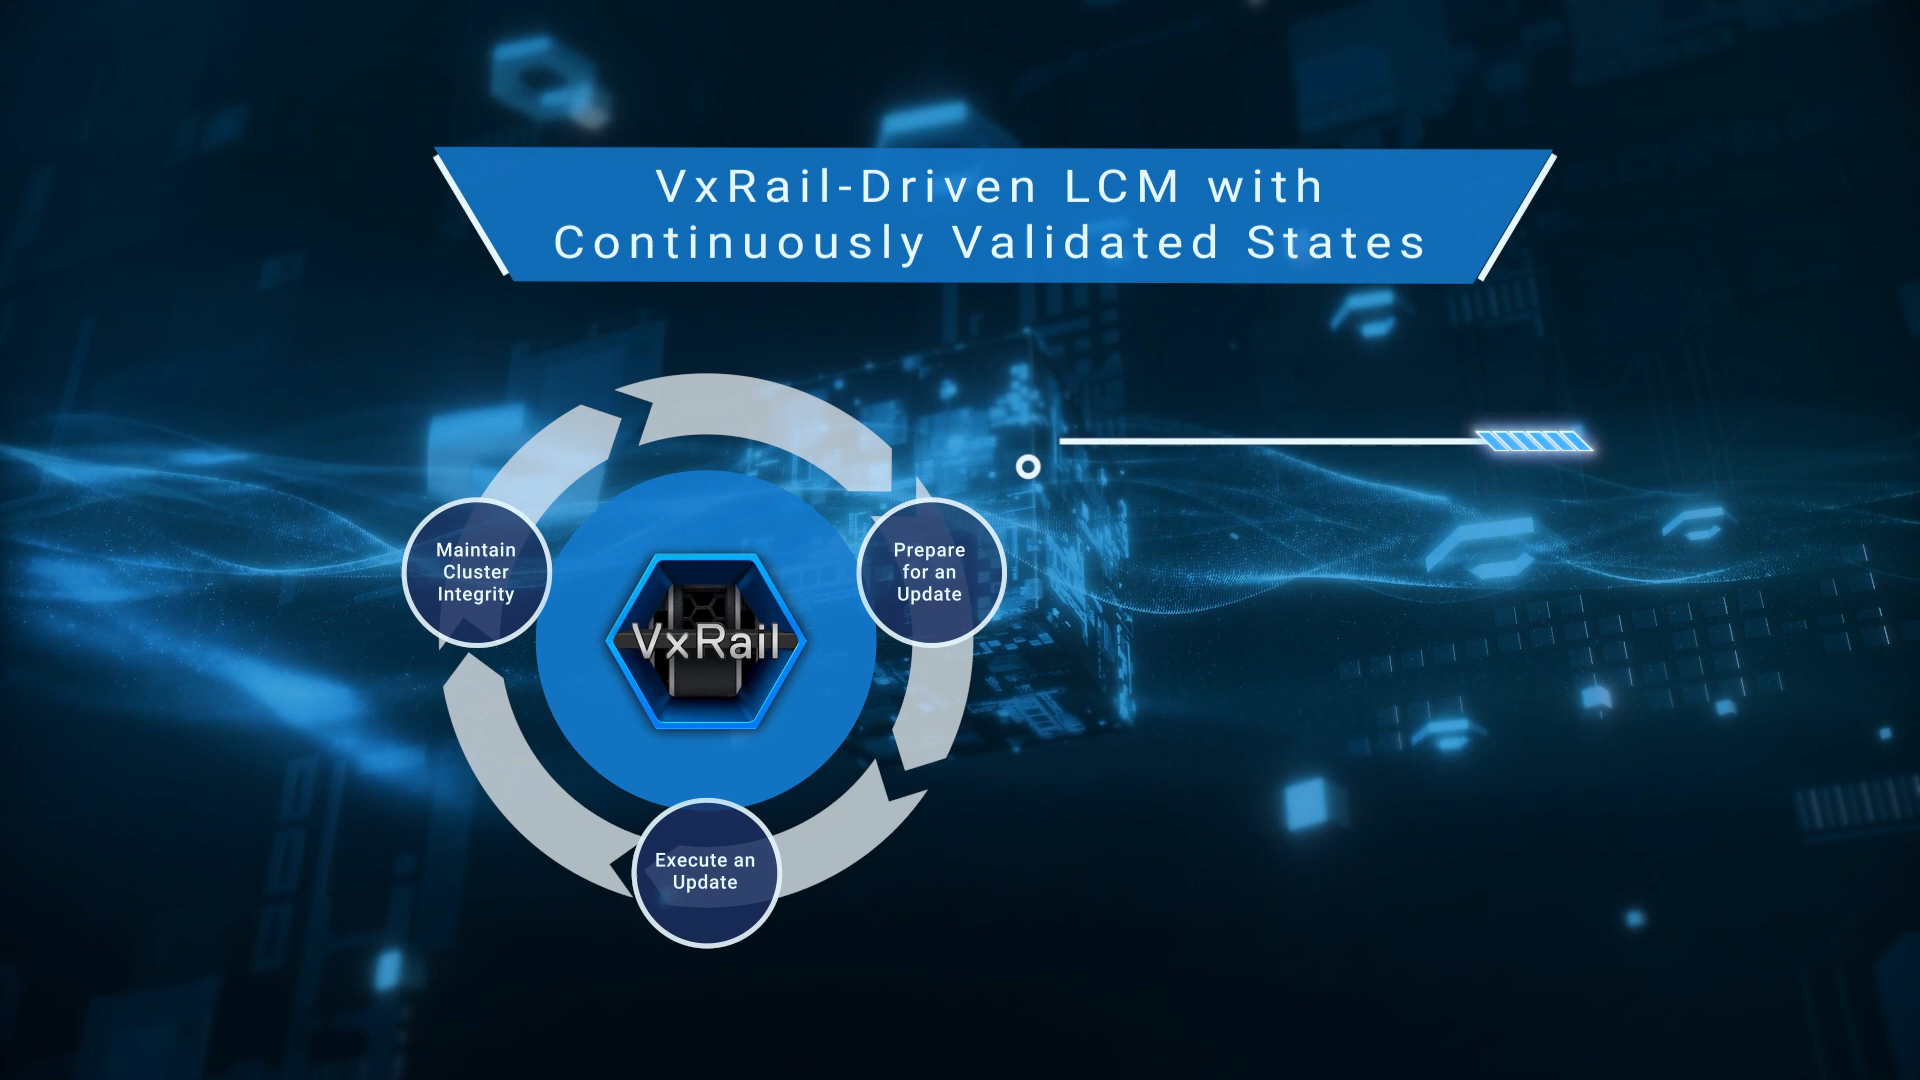 VxRail-Driven LCM with
Continuously Validated States
Maintain
Cluster
Integrity
Prepare
for an
Update
VxRail
Execute an
Update